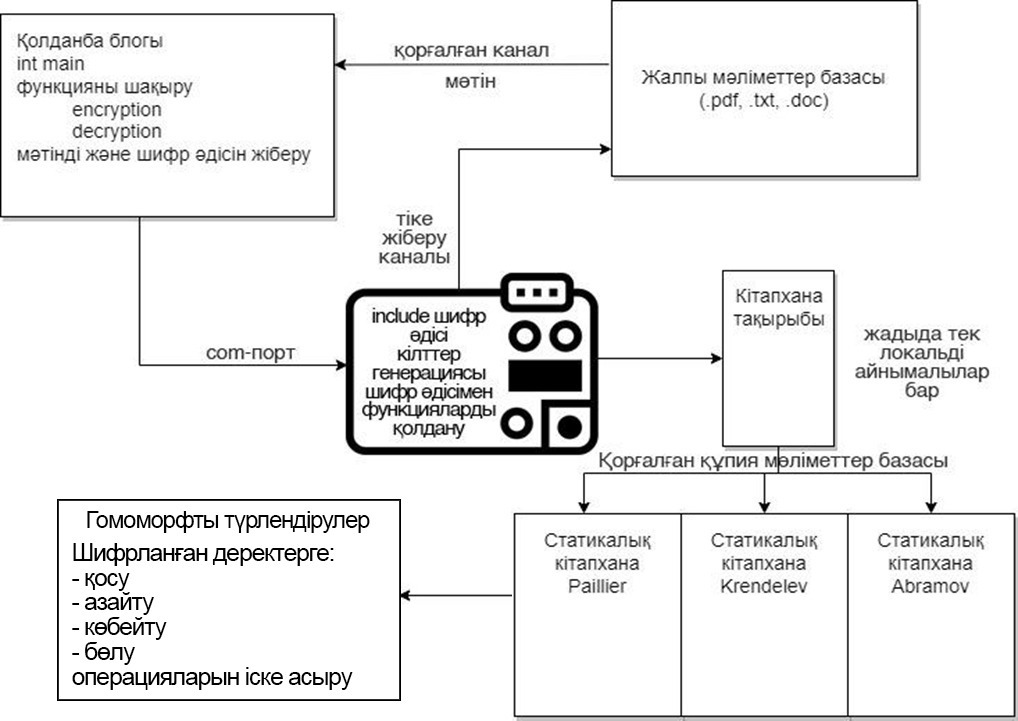 Қолданба блогы
int main
функцияны шақыру
encryption
decryption
мәтінді және шифр әдісін жіберу
қорғалған канал
мәтін
Жалпы мәліметтер базасы
(.pdf, .txt, .doc)
тіке
жіберу
каналы
com-порт
include шифр
әдісі
кілттер
генерациясы
шифр әдісімен
функцияларды
қолдану
Кітапхана
тақырыбы
жадыда тек
локальді
айнымалылар
бар
Қорғалған құпия мәліметтер базасы
Статикалық
кітапхана
Paillier
Статикалық
кітапхана
Krendelev
Статикалық
кітапхана
Abramov
Гомоморфты түрлендірулер
Шифрланған деректерге:
- қосу
- азайту
- көбейту
- бөлу
операцияларын іске асыру